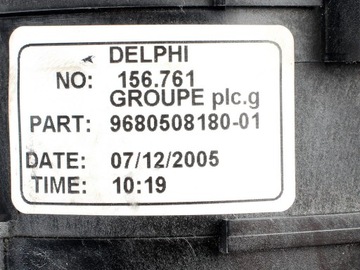 DELPHI
NO: 156.761
GROUPE plc.g
PART: 9680508180-01
DATE: 07/12/2005
TIME: 10:19